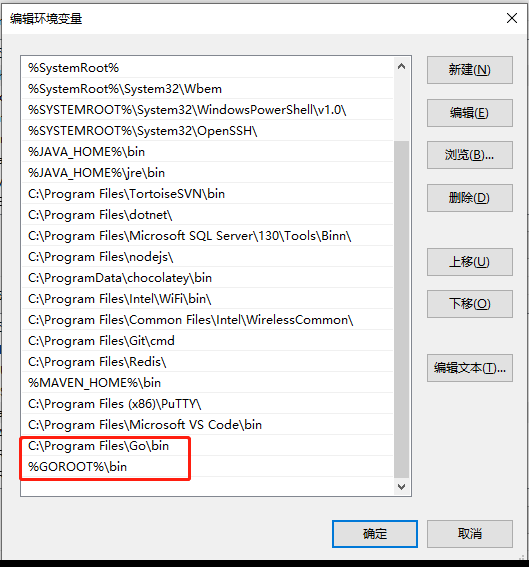 编辑环境变量
%SystemRoot%
%SystemRoot%\System32\Wbem
%SYSTEMROOT%\System32\WindowsPowerShell\v1.0\
%SYSTEMROOT%\System32\OpenSSH\
%JAVA_HOME%\bin
%JAVA_HOME%\jre\bin
C:\Program Files\TortoiseSVN\bin
C:\Program Files\dotnet\
C:\Program Files\Microsoft SQL Server\130\Tools\Binn\
C:\Program Files\nodejs\
C:\ProgramData\chocolatey\bin
C:\Program Files\Intel\WiFi\bin\
C:\Program Files\Common Files\Intel\WirelessCommon\
C:\Program Files\Git\cmd
C:\Program Files\Redis\
%MAVEN_HOME%\bin
C:\Program Files (x86)\PuTTY\
C:\Program Files\Microsoft VS Code\bin
C:\Program Files\Go\bin
%GOROOT%\bin
新建(N)
编辑(E)
浏览(B)...
删除(D)
上移(U)
下移(O)
编辑文本(T)...
确定
取消